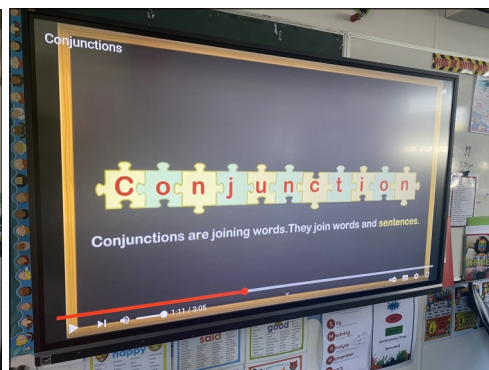 Conjunctions
Conjunction
Conjunctions are joining words.They join words and sentences.
1:11 / 3:05
happy
said
good